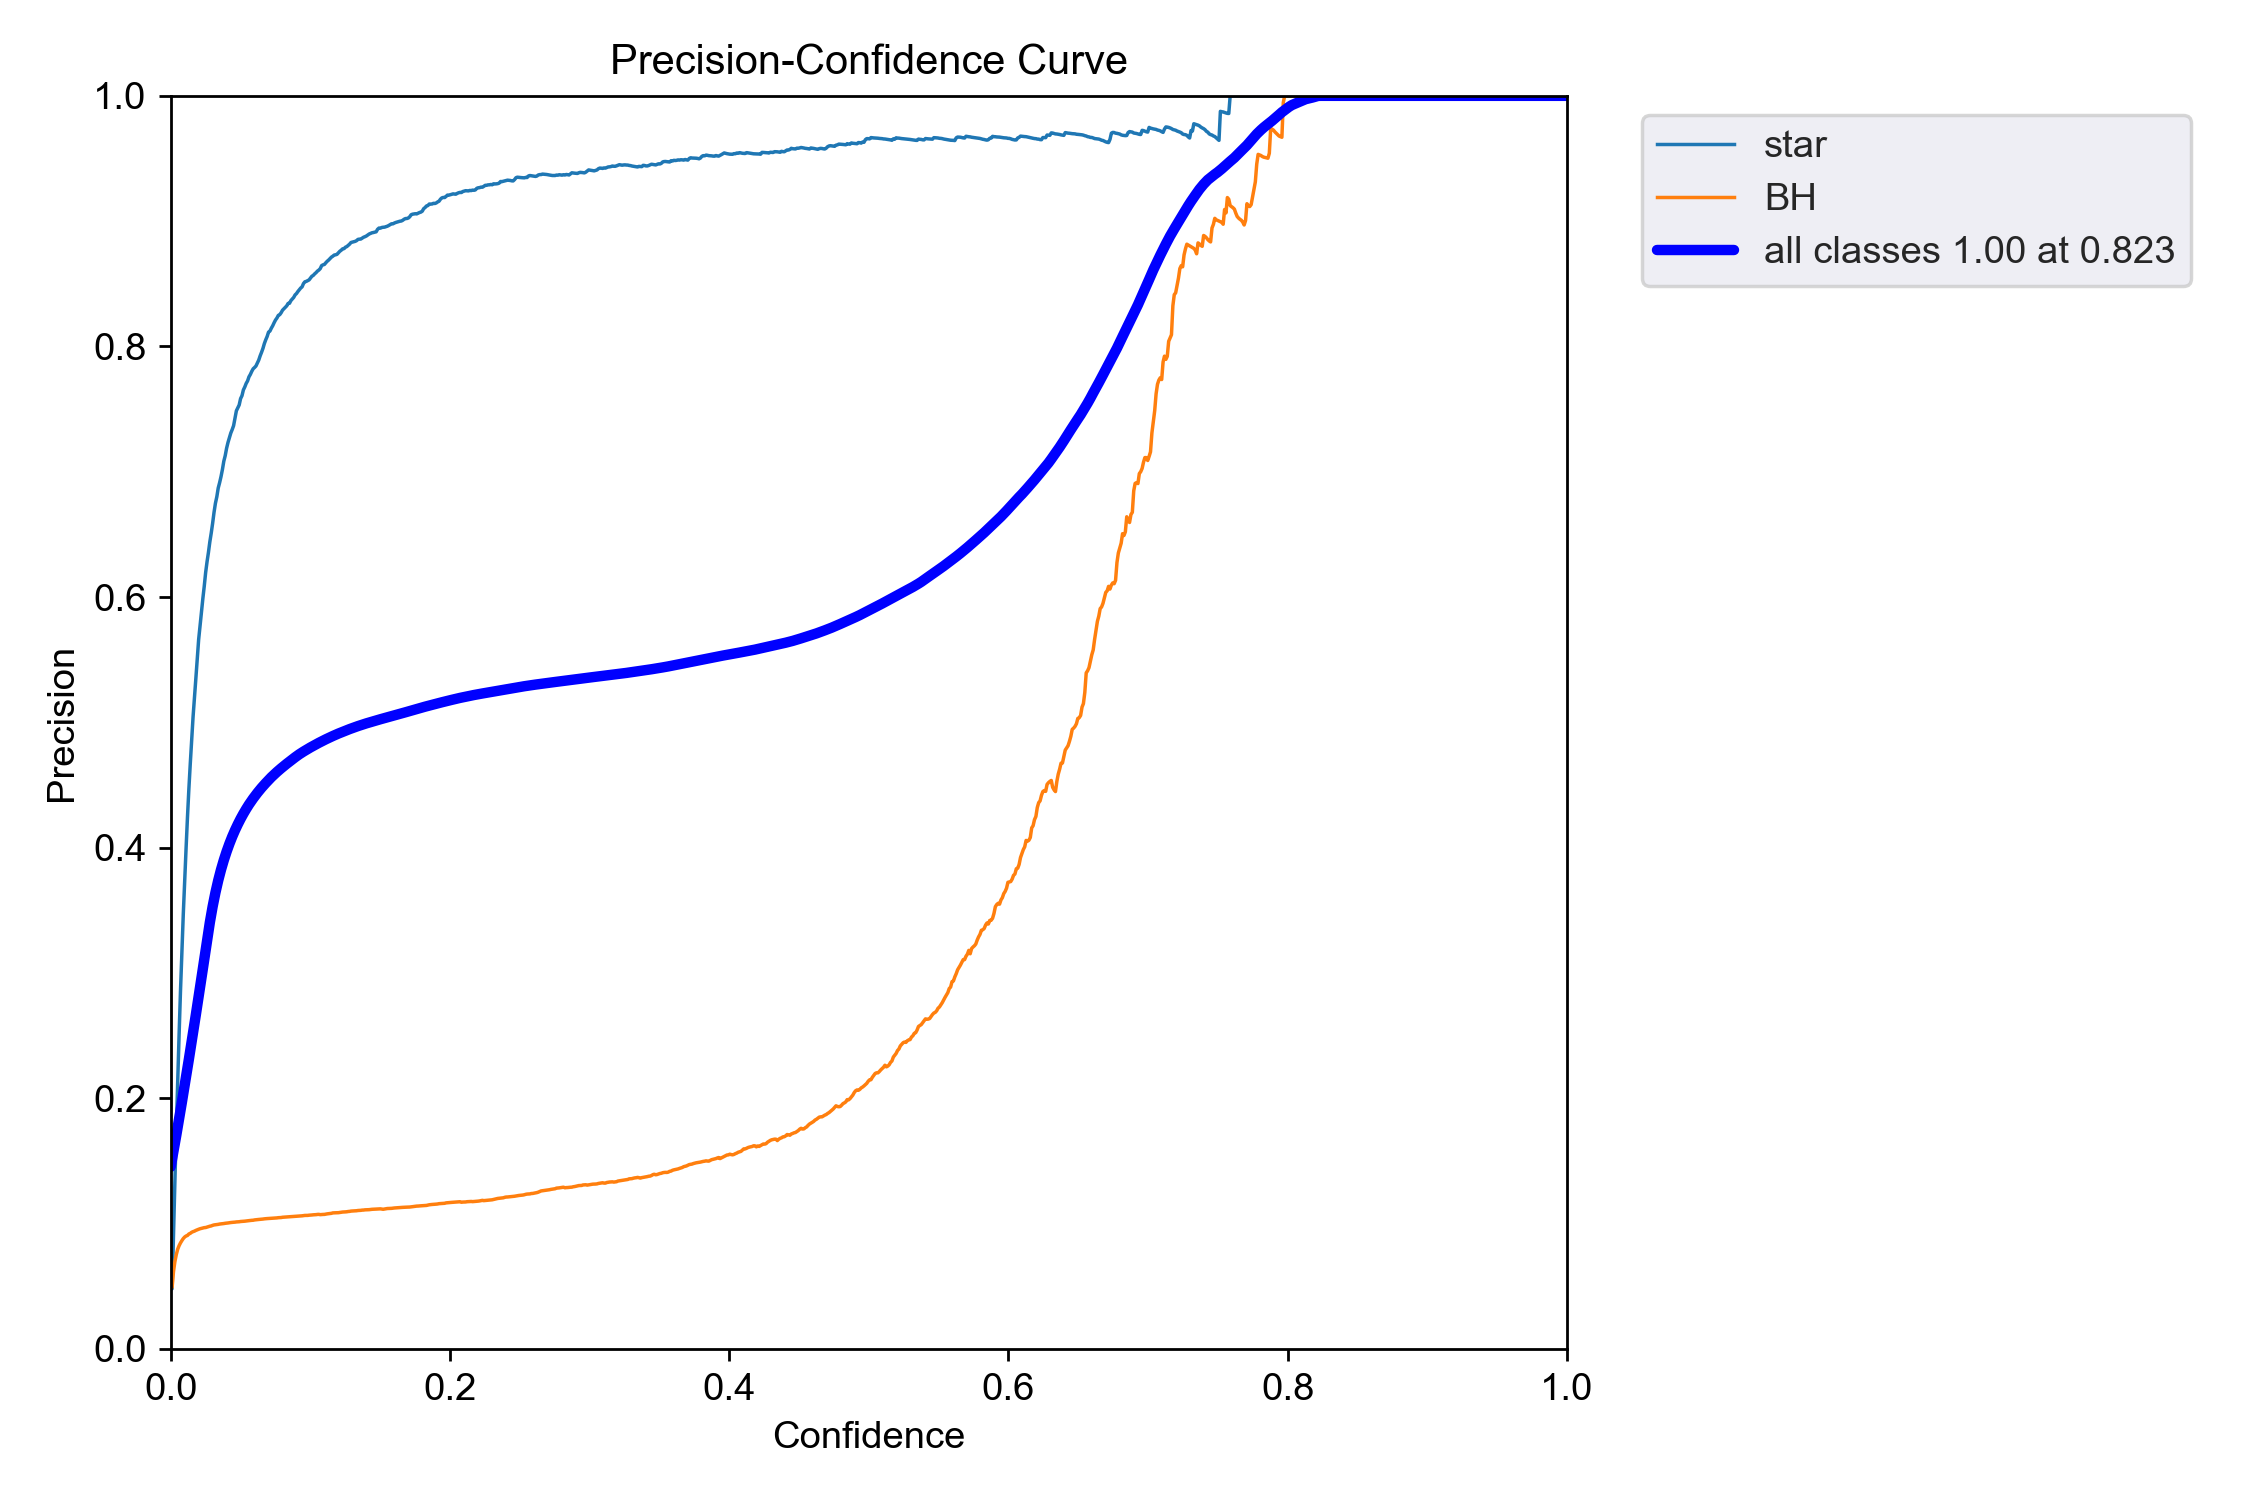 Precision-Confidence Curve
1.0
0.8
0.6
0.4
0.2
0.0
Precision
0.0 0.2 0.4 0.6 0.8 1.0
Confidence
star
BH
all classes 1.00 at 0.823